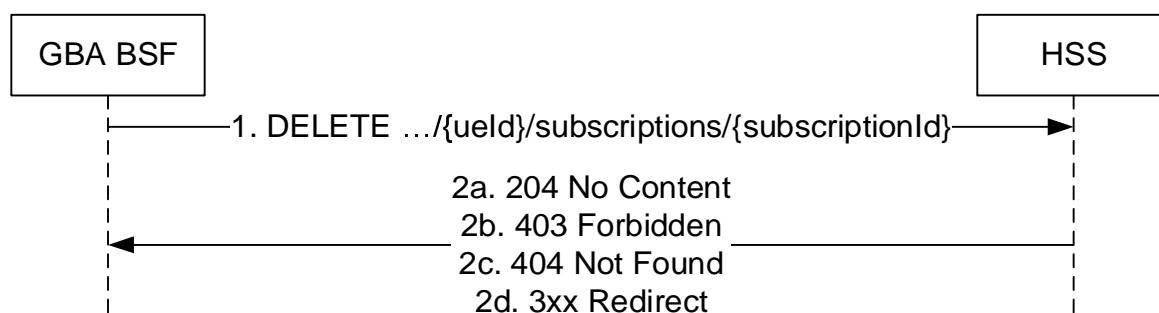 GBA BSF
HSS
1. DELETE …/{ueId}/subscriptions/{subscriptionId}
2a. 204 No Content
2b. 403 Forbidden
2c. 404 Not Found
2d. 3xx Redirect